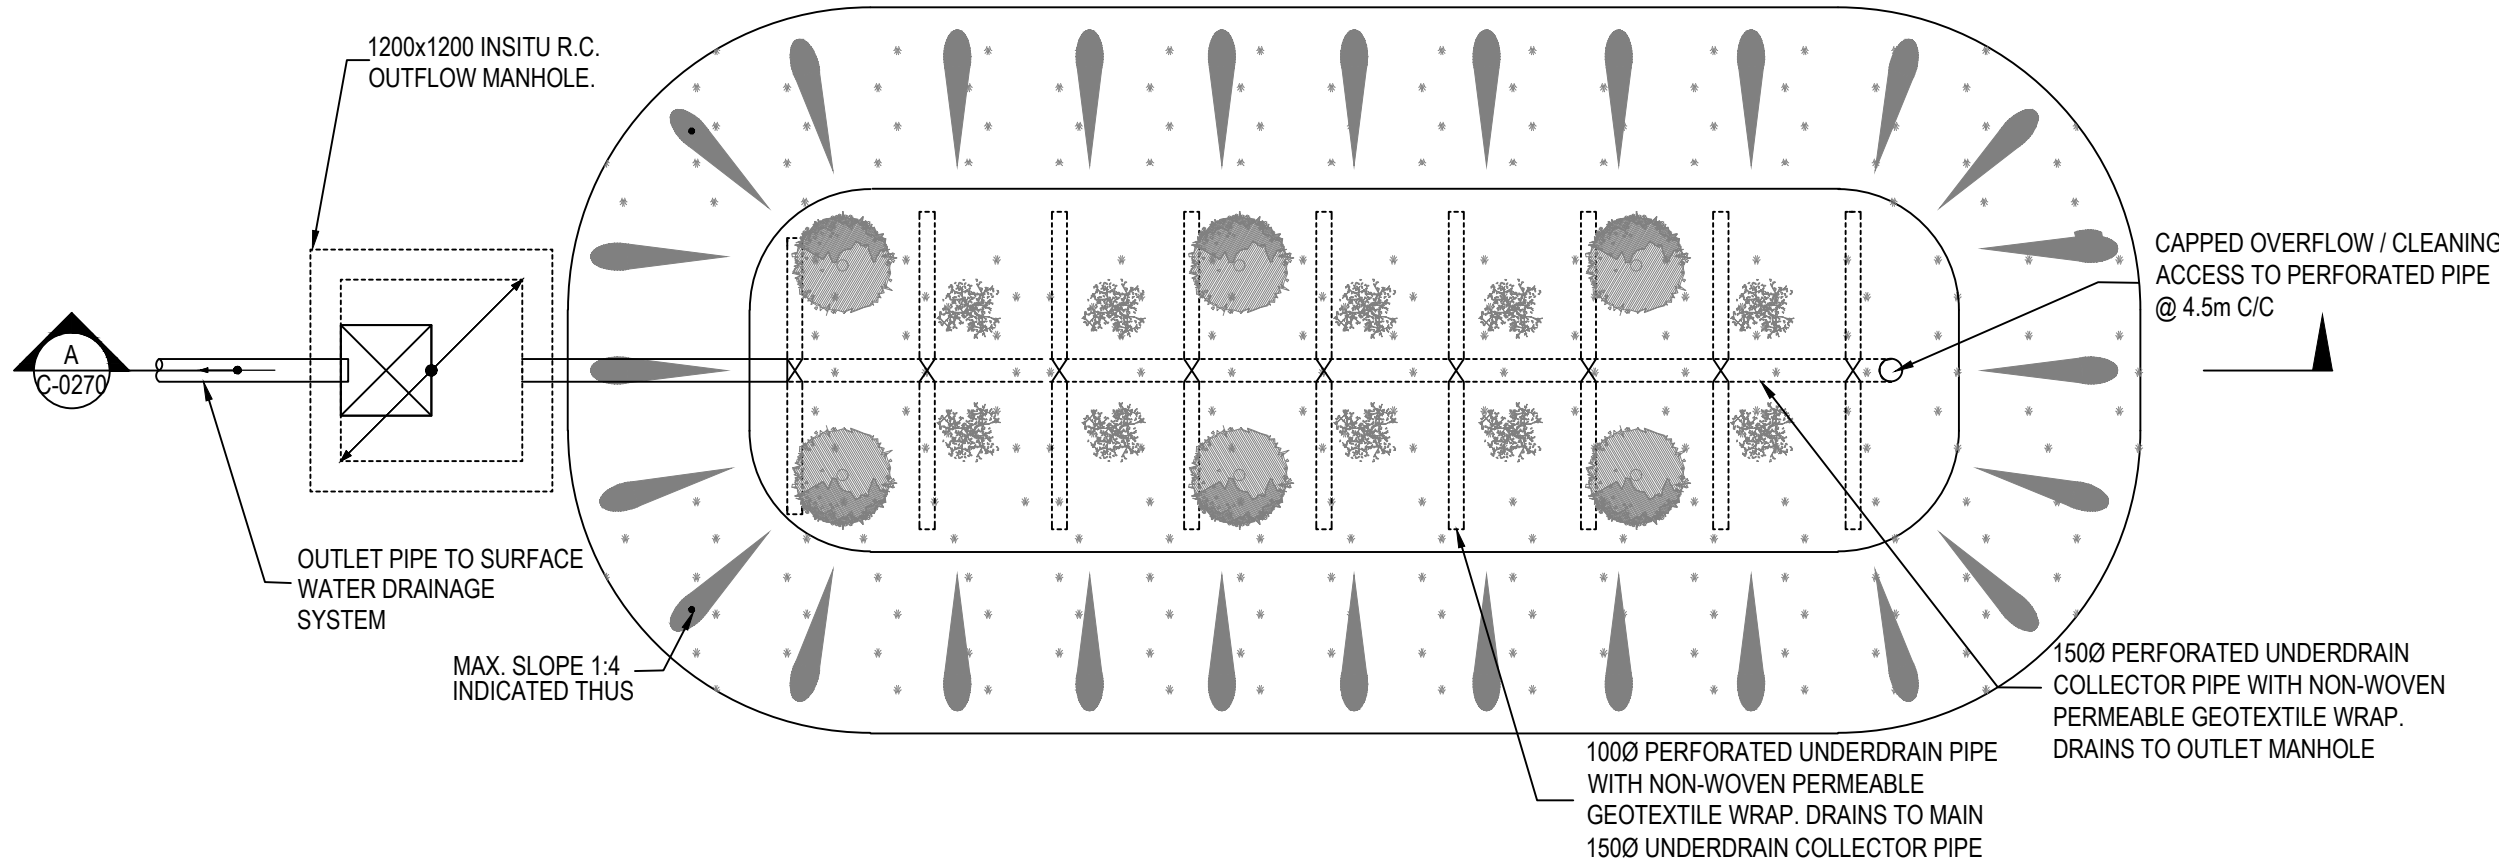 1200x1200 INSITU R.C.
OUTFLOW MANHOLE.
CAPPED OVERFLOW / CLEANING
ACCESS TO PERFORATED PIPE
@ 4.5m C/C
A
C-0270
OUTLET PIPE TO SURFACE
WATER DRAINAGE
SYSTEM
MAX. SLOPE 1:4
INDICATED THUS
150Ø PERFORATED UNDERDRAIN
COLLECTOR PIPE WITH NON-WOVEN
PERMEABLE GEOTEXTILE WRAP.
DRAINS TO OUTLET MANHOLE
100Ø PERFORATED UNDERDRAIN PIPE
WITH NON-WOVEN PERMEABLE
GEOTEXTILE WRAP. DRAINS TO MAIN
150Ø UNDERDRAIN COLLECTOR PIPE